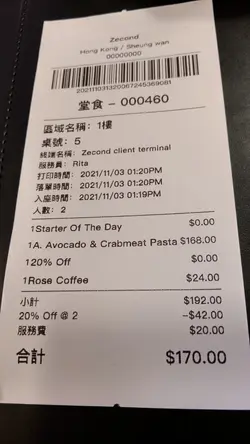 Zecond
Hong Kong / Sheung wan
00000000
20211103132006724536908​1
堂食 - 000460
區域名稱: 1樓
桌號: 5
終端名稱: Zecond client terminal
服務員: Rita
打印時間: 2021/11/03 01:20PM
落單時間: 2021/11/03 01:20PM
入座時間: 2021/11/03 01:19PM
人數: 2
1Starter Of The Day $0.00
1A. Avocado & Crabmeat Pasta $168.00
120% Off $0.00
1Rose Coffee $24.00
小計 $192.00
20% Off @ 2 -$42.00
服務費 $20.00
合計 $170.00